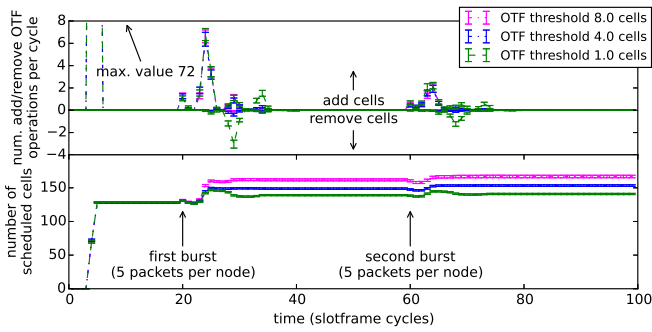 OTF threshold 8.0 cells
OTF threshold 4.0 cells
OTF threshold 1.0 cells
num. add/remove OTF
operations per cycle
8
6
4
2
0
−2
−4
max. value 72
add cells
remove cells
number of
scheduled cells
150
100
50
0
first burst
(5 packets per node)
second burst
(5 packets per node)
0 20 40 60 80 100
time (slotframe cycles)